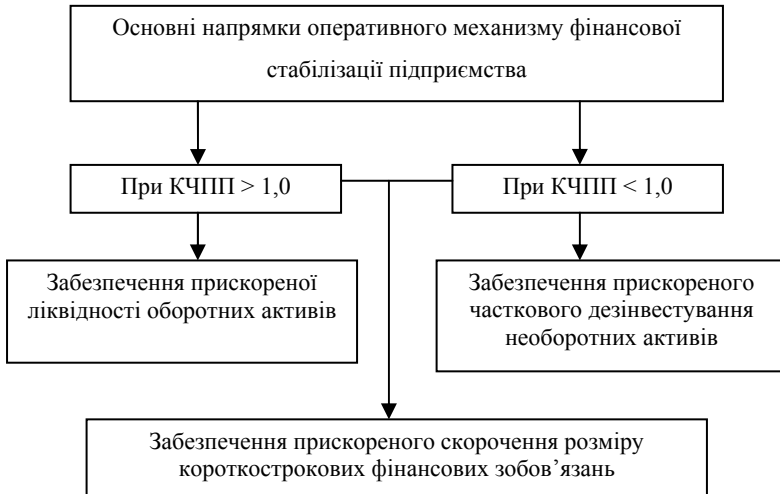 Основні напрямки оперативного механізму фінансової
стабілізації підприємства
При КЧПП > 1,0
При КЧПП < 1,0
Забезпечення прискореної
ліквідності оборотних активів
Забезпечення прискореного
часткового дезінвестування
необоротних активів
Забезпечення прискореного скорочення розміру
короткострокових фінансових зобов’язань